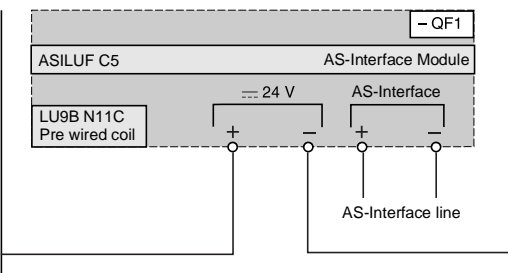 – QF1
ASILUF C5 AS-Interface Module
⎓ 24 V AS-Interface
LU9B N11C
Pre wired coil
+ – + –
AS-Interface line